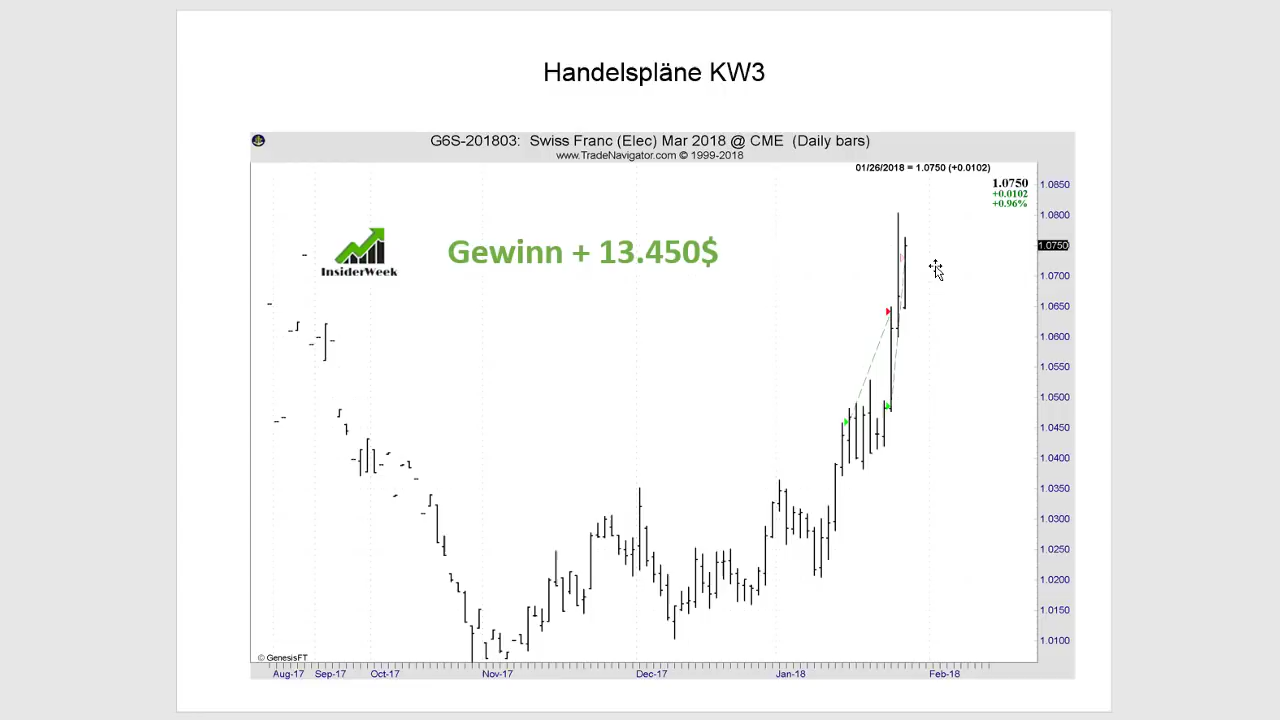 Handelspläne KW3
G6S-201803: Swiss Franc (Elec) Mar 2018 @ CME (Daily bars)
www.TradeNavigator.com © 1999-2018
01/26/2018 = 1.0750 (+0.0102)
1.0750
+0.0102
+0.96%
InsiderWeek
Gewinn + 13.450$
1.0850
1.0800
1.0750
1.0700
1.0650
1.0600
1.0550
1.0500
1.0450
1.0400
1.0350
1.0300
1.0250
1.0200
1.0150
1.0100
© GenesisFT
Aug-17 Sep-17 Oct-17 Nov-17 Dec-17 Jan-18 Feb-18